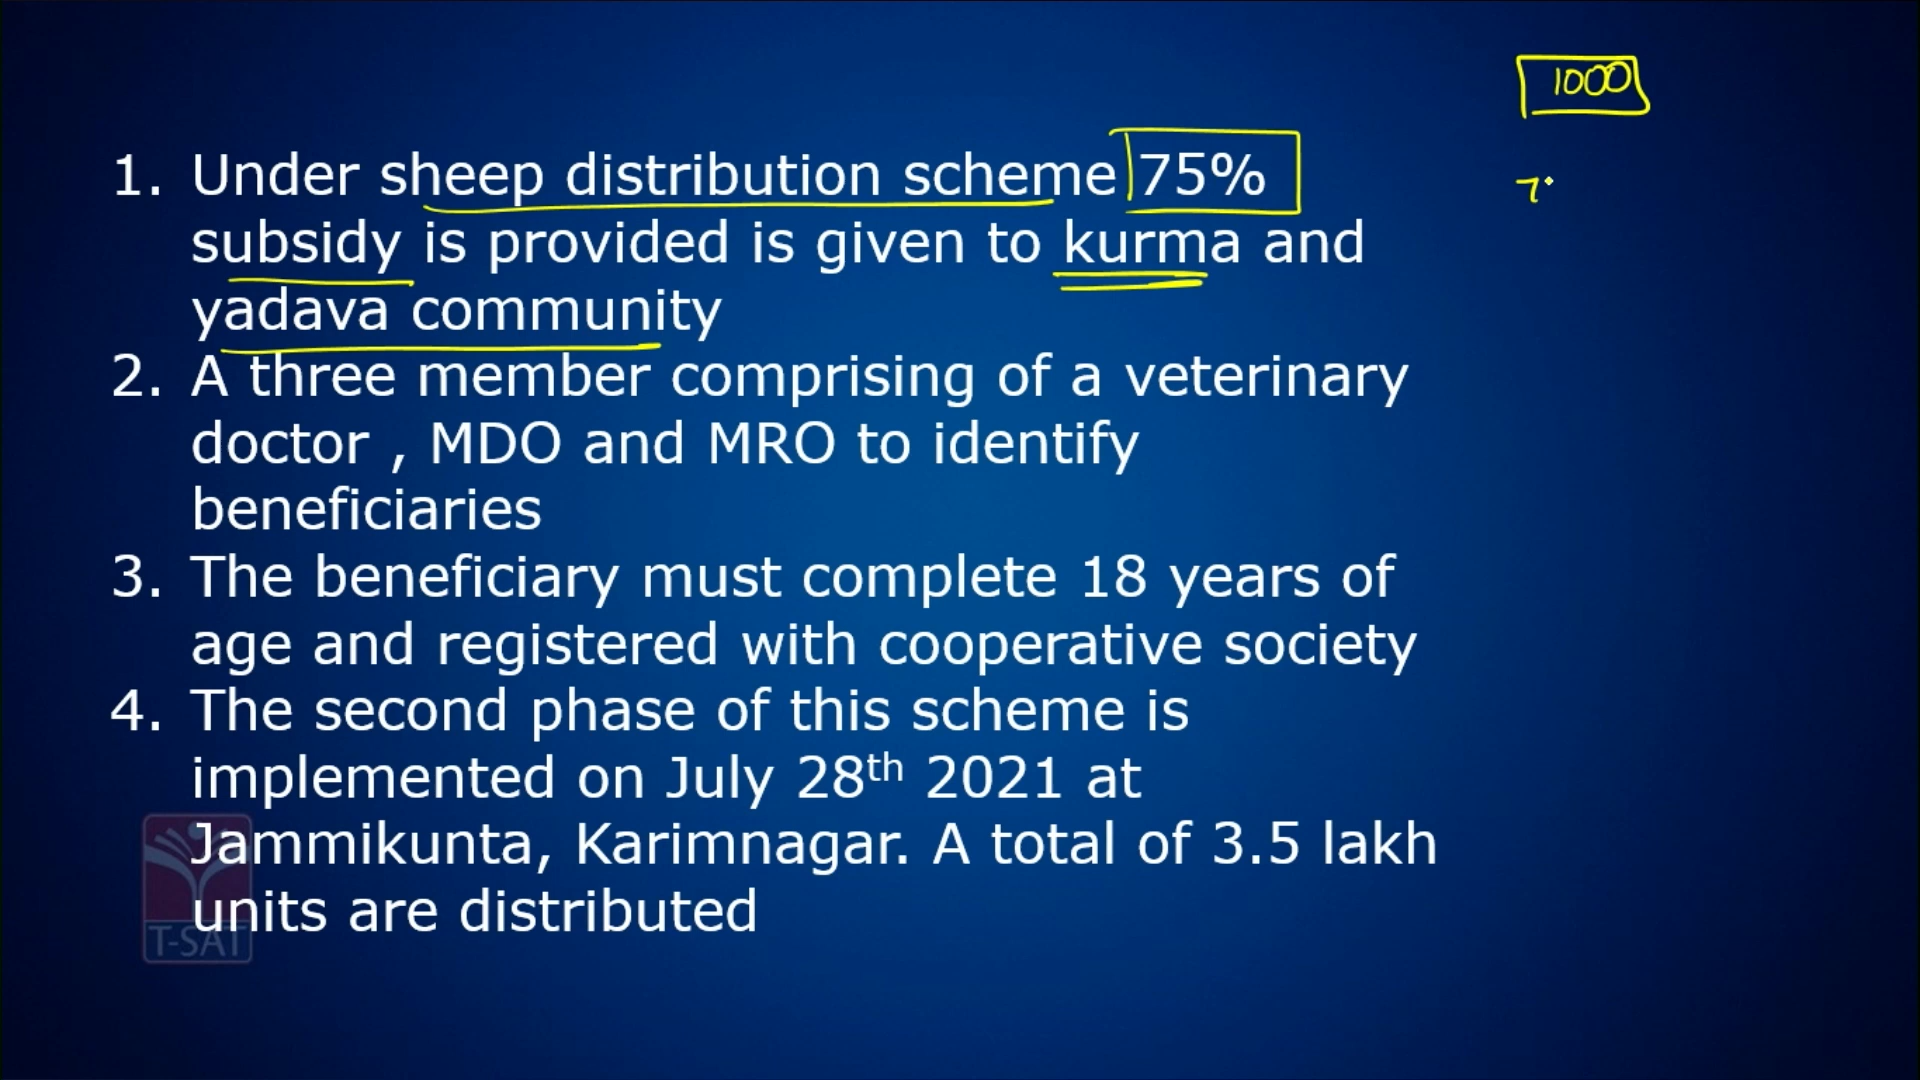 1000
7
1. Under sheep distribution scheme 75%
subsidy is provided is given to kurma and
yadava community
2. A three member comprising of a veterinary
doctor , MDO and MRO to identify
beneficiaries
3. The beneficiary must complete 18 years of
age and registered with cooperative society
4. The second phase of this scheme is
implemented on July 28th 2021 at
Jammikunta, Karimnagar. A total of 3.5 lakh
units are distributed
T-SAT